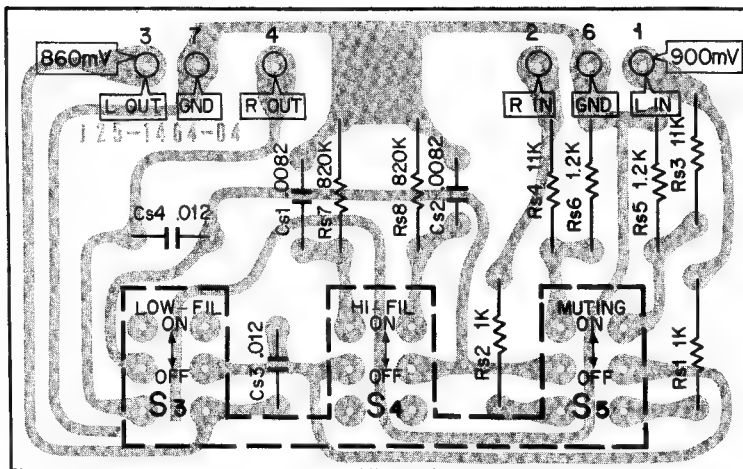 3 7 4 2 6 1
860mV
900mV
L OUT GND R OUT R IN GND L IN
J25-1464-04
Cs4 .012
Cs1 .0082
Rs7 820K
Rs8 820K
Cs2 .0082
Rs4 11K
Rs6 1.2K
Rs5 1.2K
Rs3 11K
LOW-FIL
ON
OFF
S3
Cs3 .012
HI-FIL
ON
OFF
S4
Rs2 1K
MUTING
ON
OFF
S5
Rs1 1K